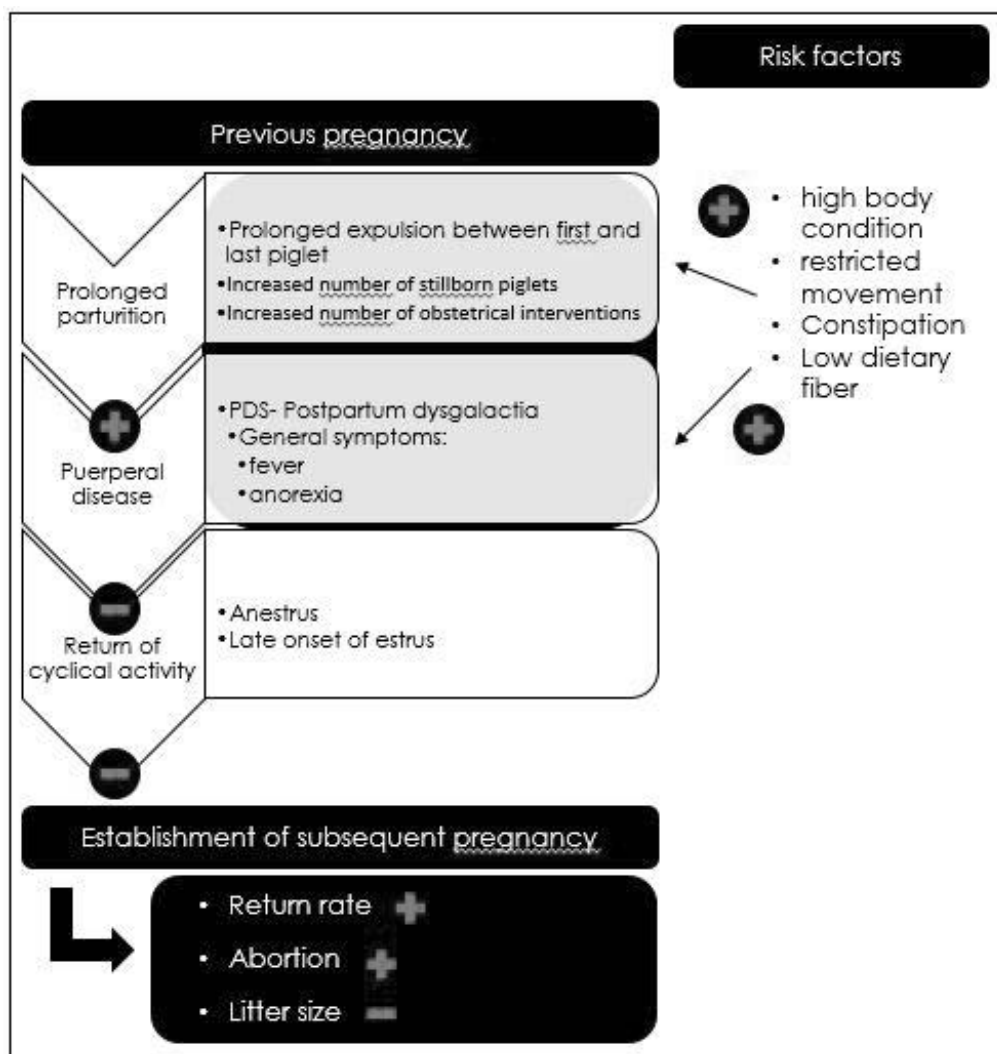 Risk factors
Previous pregnancy
Prolonged
parturition
•Prolonged expulsion between first and
last piglet
•Increased number of stillborn piglets
•Increased number of obstetrical interventions
• high body
condition
• restricted
movement
• Constipation
• Low dietary
fiber
Puerperal
disease
•PDS- Postpartum dysgalactia
•General symptoms:
•fever
•anorexia
Return of
cyclical activity
•Anestrus
•Late onset of estrus
Establishment of subsequent pregnancy
• Return rate +
• Abortion +
• Litter size −